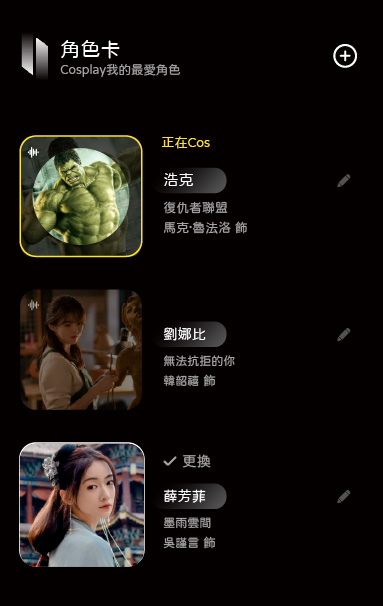 角色卡
Cosplay我的最愛角色
正在Cos
浩克
復仇者聯盟
馬克·魯法洛 飾
劉娜比
無法抗拒的你
韓韶禧 飾
更換
薛芳菲
墨雨雲間
吳謹言 飾